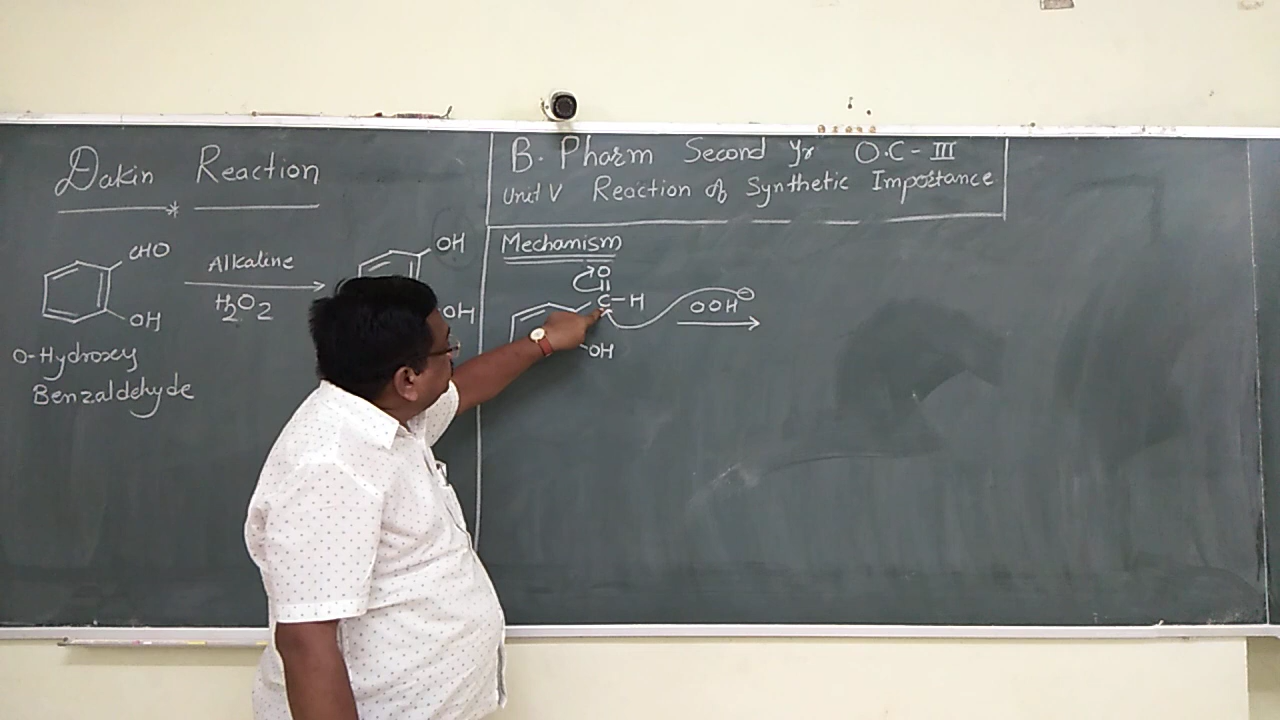 Dakin Reaction
CHO
OH
Alkaline
H2O2
OH
OH
O-Hydroxy
Benzaldehyde
B. Pharm Second Yr O.C-III
Unit V Reaction of Synthetic Importance
Mechanism
O
C-H
OOH⊖
OH